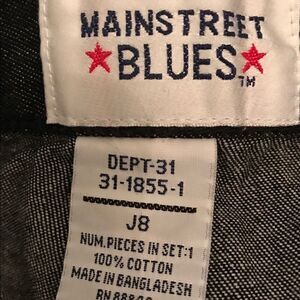 MAINSTREET
★BLUES★™
DEPT-31
31-1855-1
J8
NUM.PIECES IN SET:1
100% COTTON
MADE IN BANGLADESH